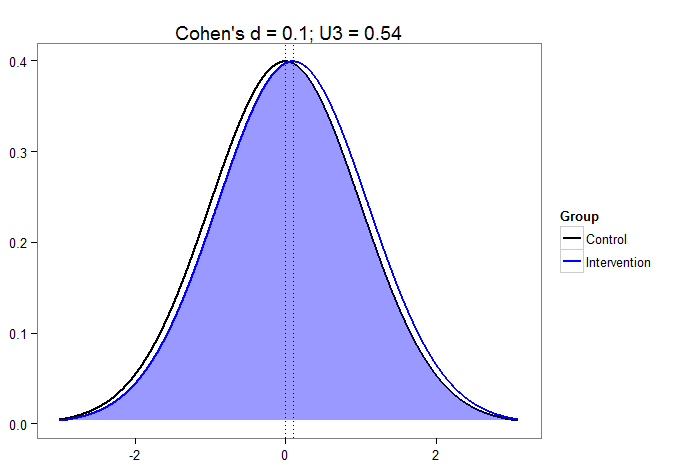 Cohen's d = 0.1; U3 = 0.54
0.4
0.3
0.2
0.1
0.0
-2
0
2
Group
Control
Intervention